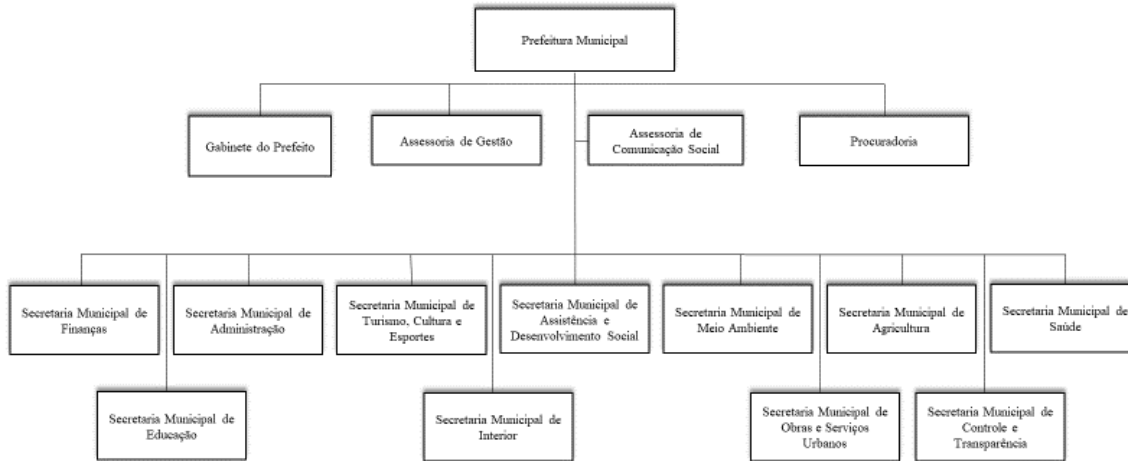 Prefeitura Municipal
Gabinete do Prefeito
Assessoria de Gestão
Assessoria de
Comunicação Social
Procuradoria
Secretaria Municipal de
Finanças
Secretaria Municipal de
Administração
Secretaria Municipal de
Turismo, Cultura e
Esportes
Secretaria Municipal de
Assistência e
Desenvolvimento Social
Secretaria Municipal de
Meio Ambiente
Secretaria Municipal de
Agricultura
Secretaria Municipal de
Saúde
Secretaria Municipal de
Educação
Secretaria Municipal de
Interior
Secretaria Municipal de
Obras e Serviços
Urbanos
Secretaria Municipal de
Controle e
Transparência